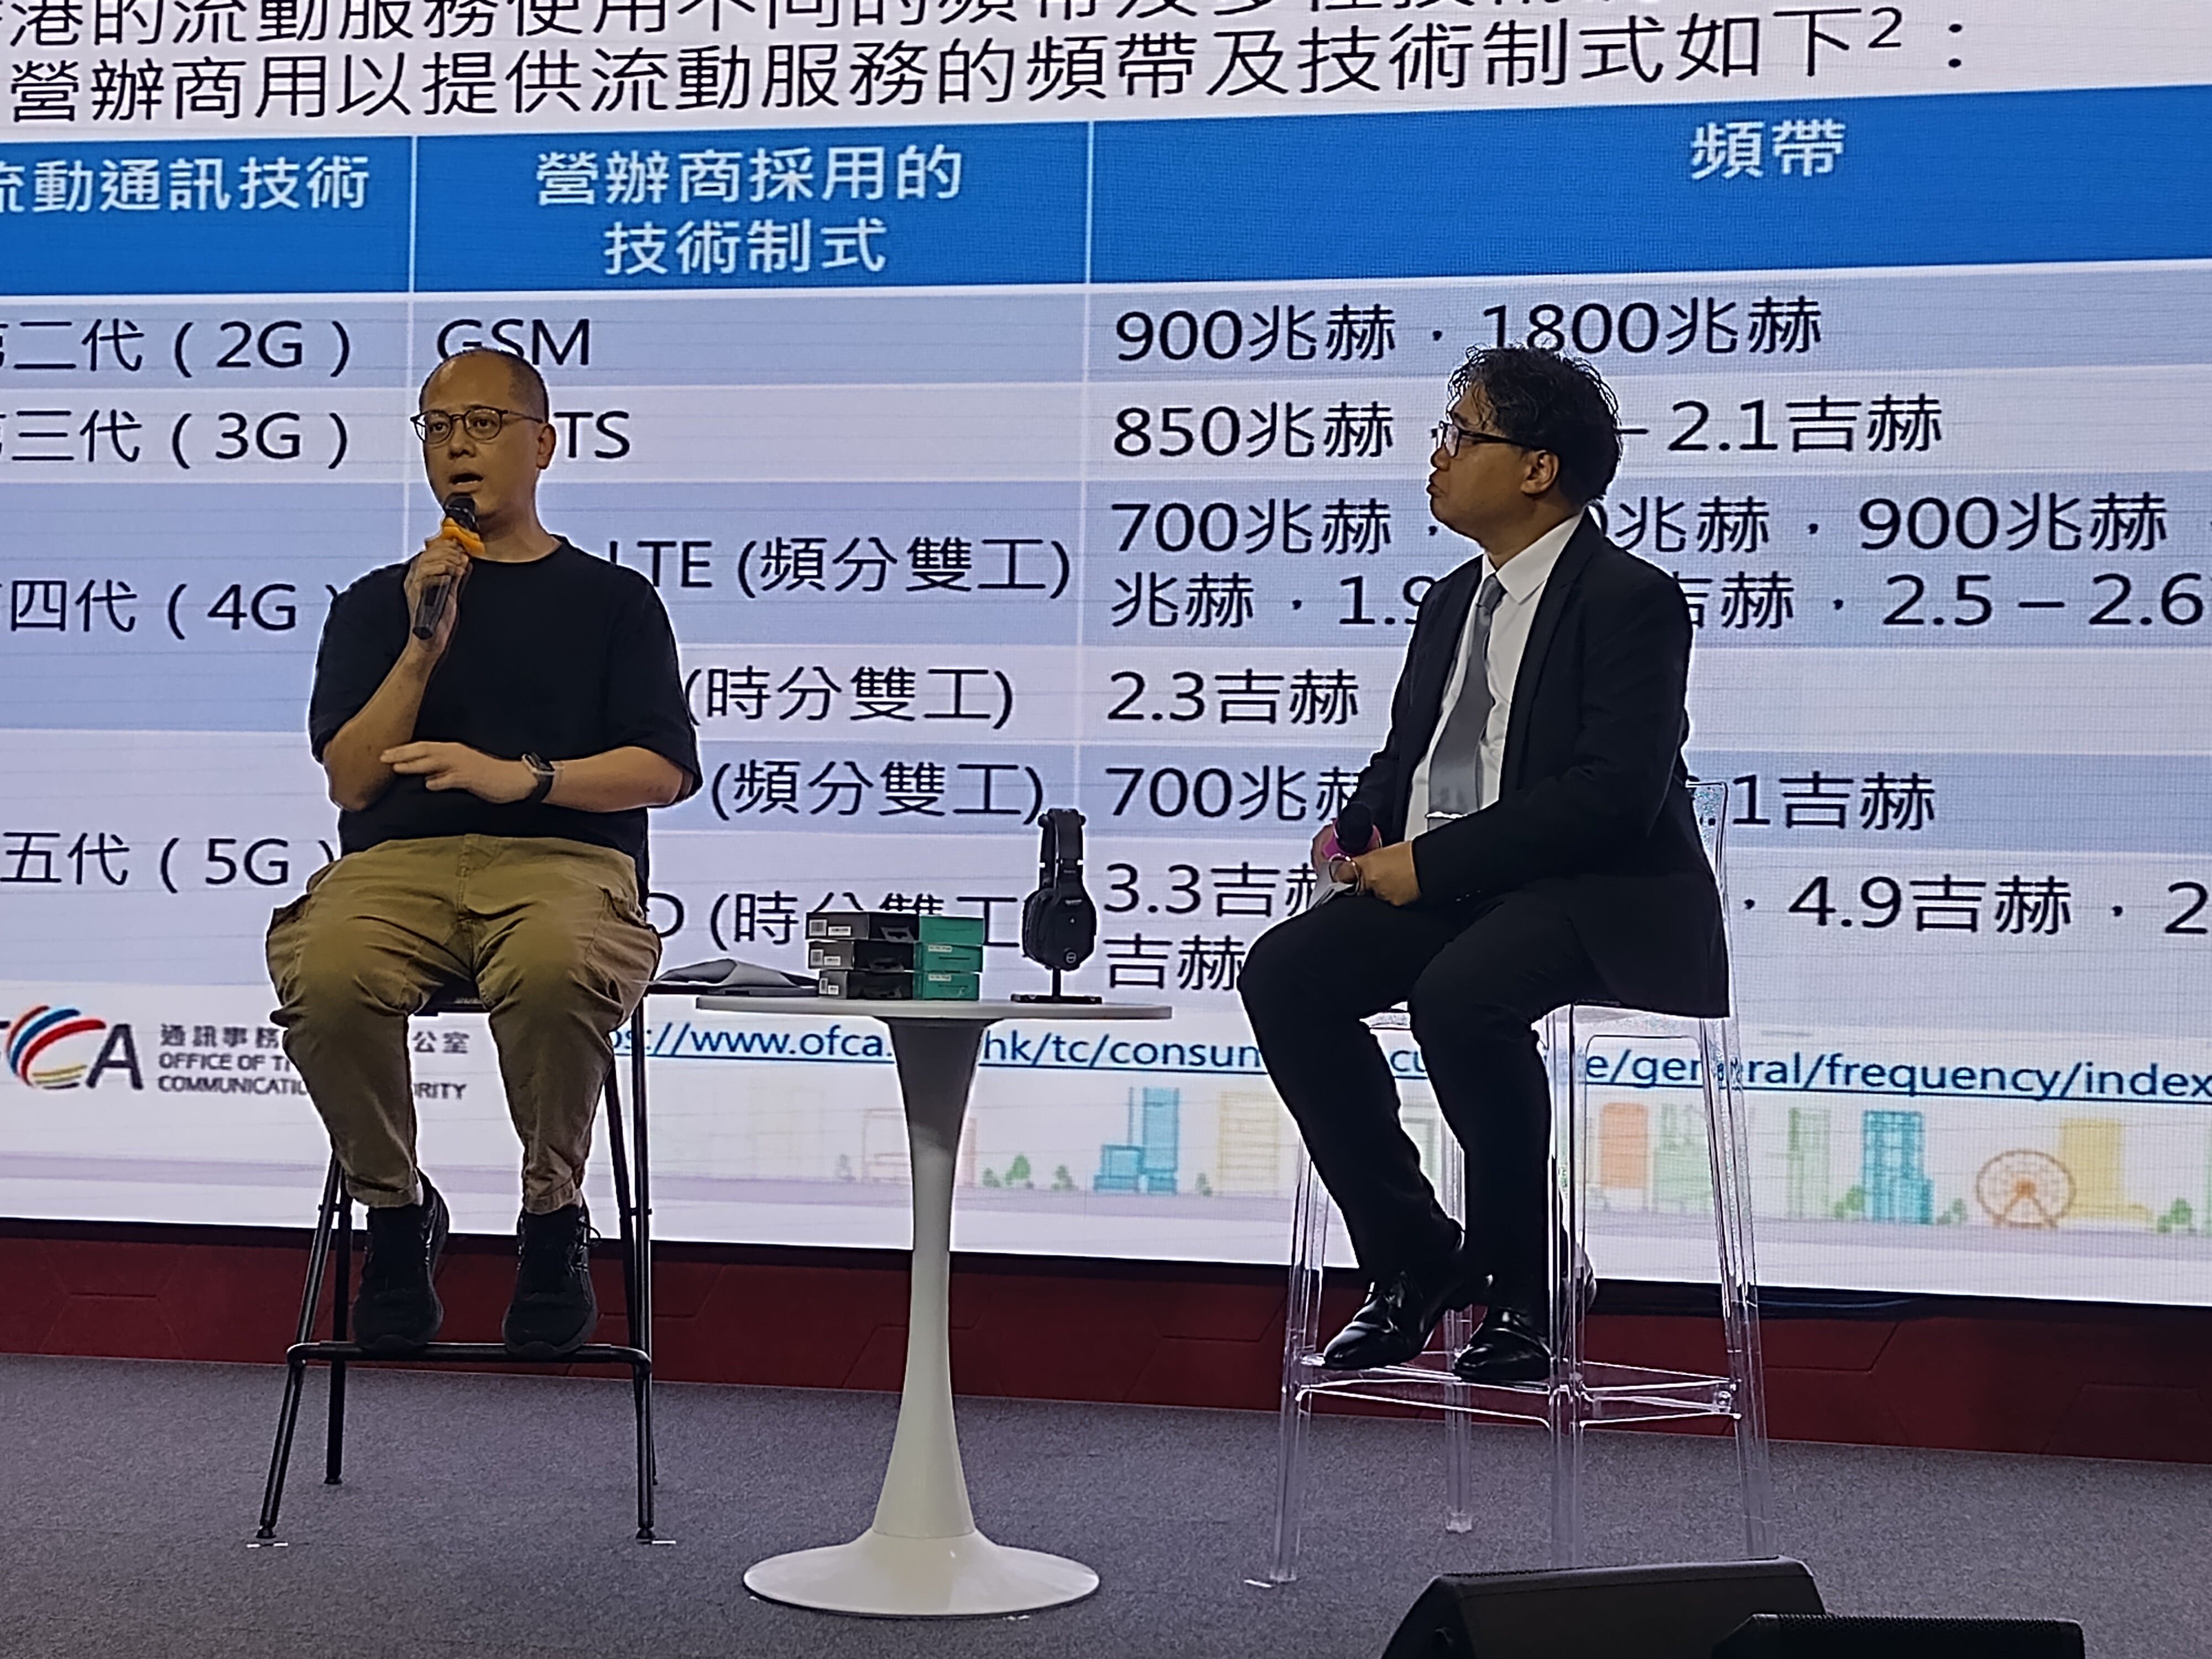 港的流動服務使用不同的頻帶及多種技術
營辦商用以提供流動服務的頻帶及技術制式如下²：
流動通訊技術
營辦商採用的
技術制式
頻帶
第二代（2G）
GSM
900兆赫，1800兆赫
第三代（3G）
TS
850兆赫
– 2.1吉赫
四代（4G
LTE (頻分雙工)
700兆赫，
兆赫，900兆赫
兆赫，1.9
吉赫，2.5 – 2.6
(時分雙工)
2.3吉赫
五代（5G
(頻分雙工)
700兆赫
.1吉赫
D (時分雙工
3.3吉赫
，4.9吉赫，2
吉赫
CA
通訊事務
公室
OFFICE OF T
COMMUNICATIO
RITY
ps://www.ofca.
hk/tc/consum
cu
e/general/frequency/index